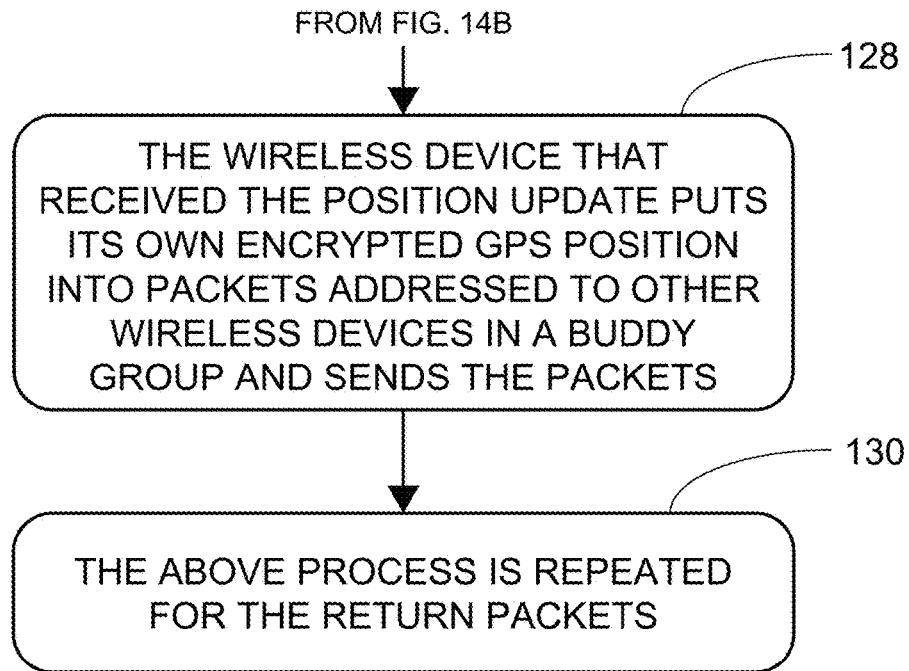 FROM FIG. 14B
128
THE WIRELESS DEVICE THAT
RECEIVED THE POSITION UPDATE PUTS
ITS OWN ENCRYPTED GPS POSITION
INTO PACKETS ADDRESSED TO OTHER
WIRELESS DEVICES IN A BUDDY
GROUP AND SENDS THE PACKETS
130
THE ABOVE PROCESS IS REPEATED
FOR THE RETURN PACKETS